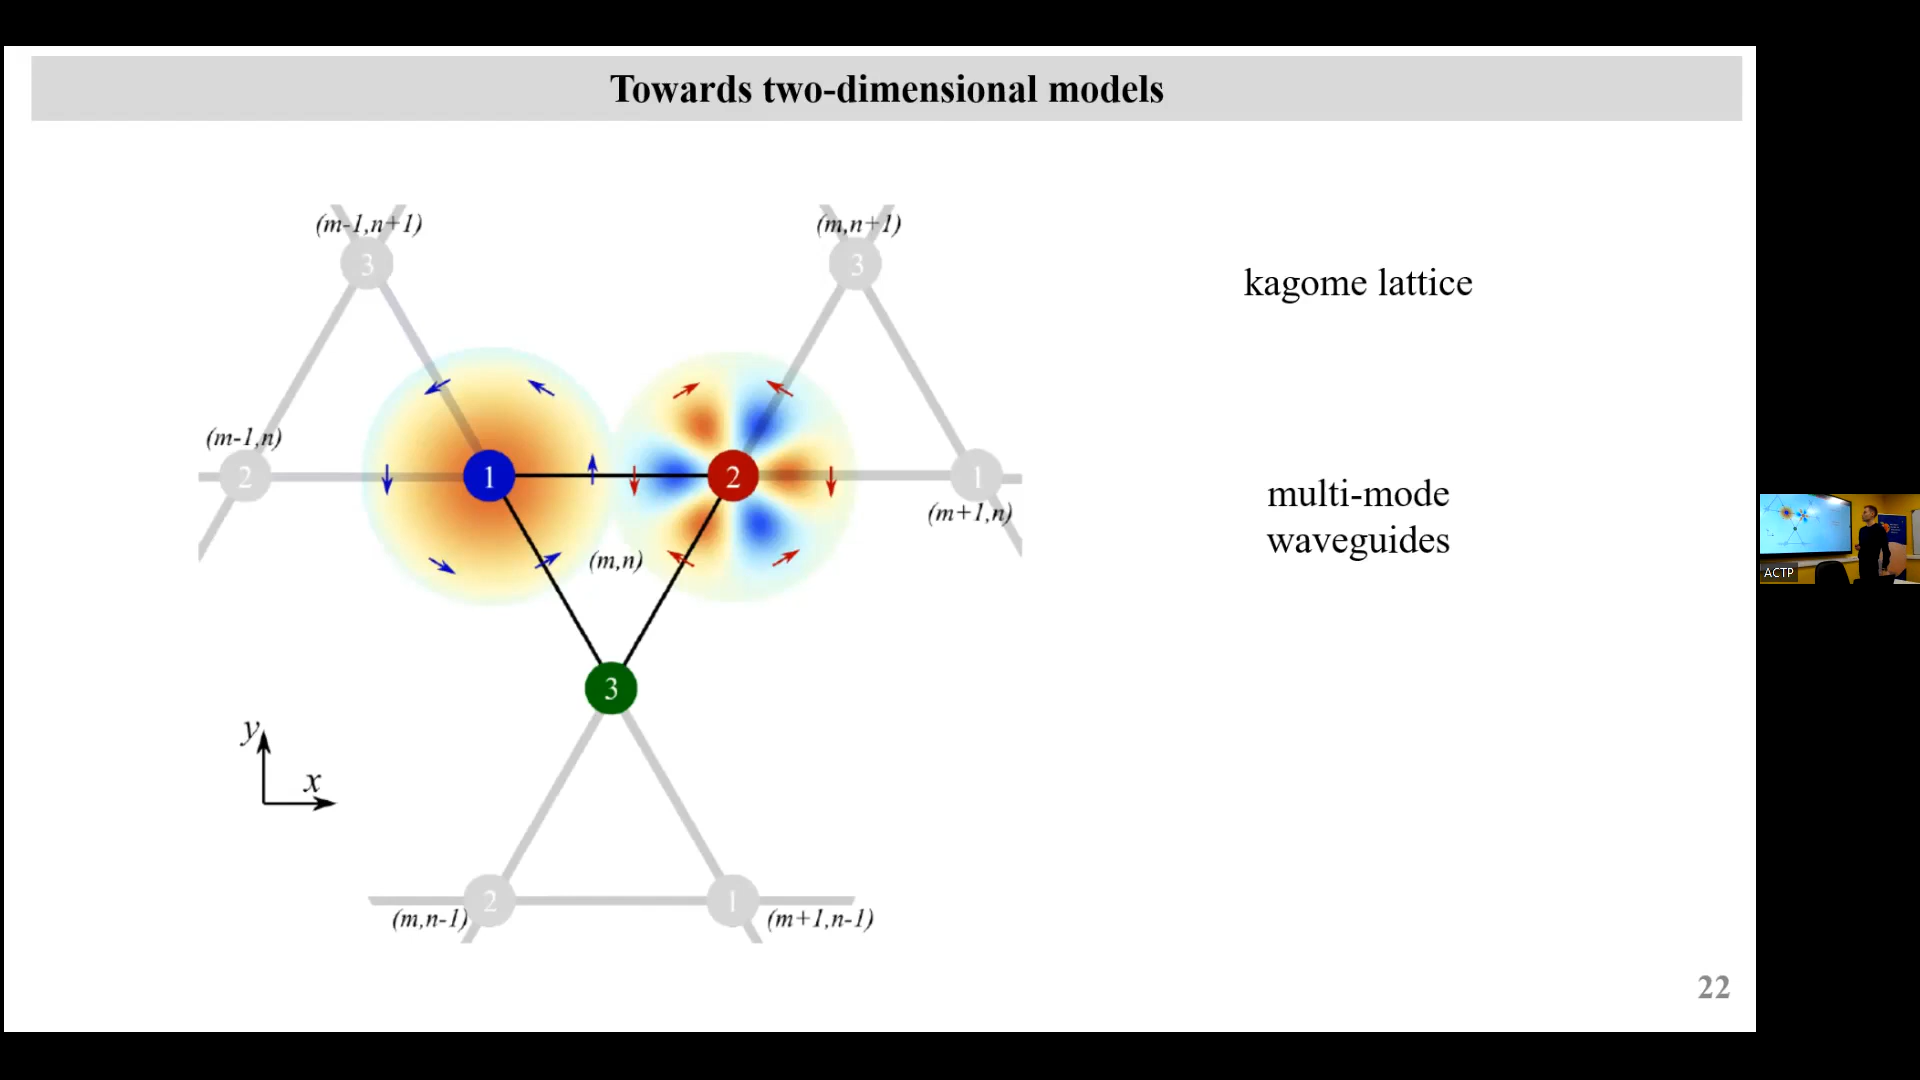 Towards two-dimensional models
(m-1,n+1)
(m,n+1)
3
3
kagome lattice
(m-1,n)
2
1
2
1
(m+1,n)
multi-mode
waveguides
(m,n)
ACTP
3
y
x
2
1
(m,n-1)
(m+1,n-1)
22